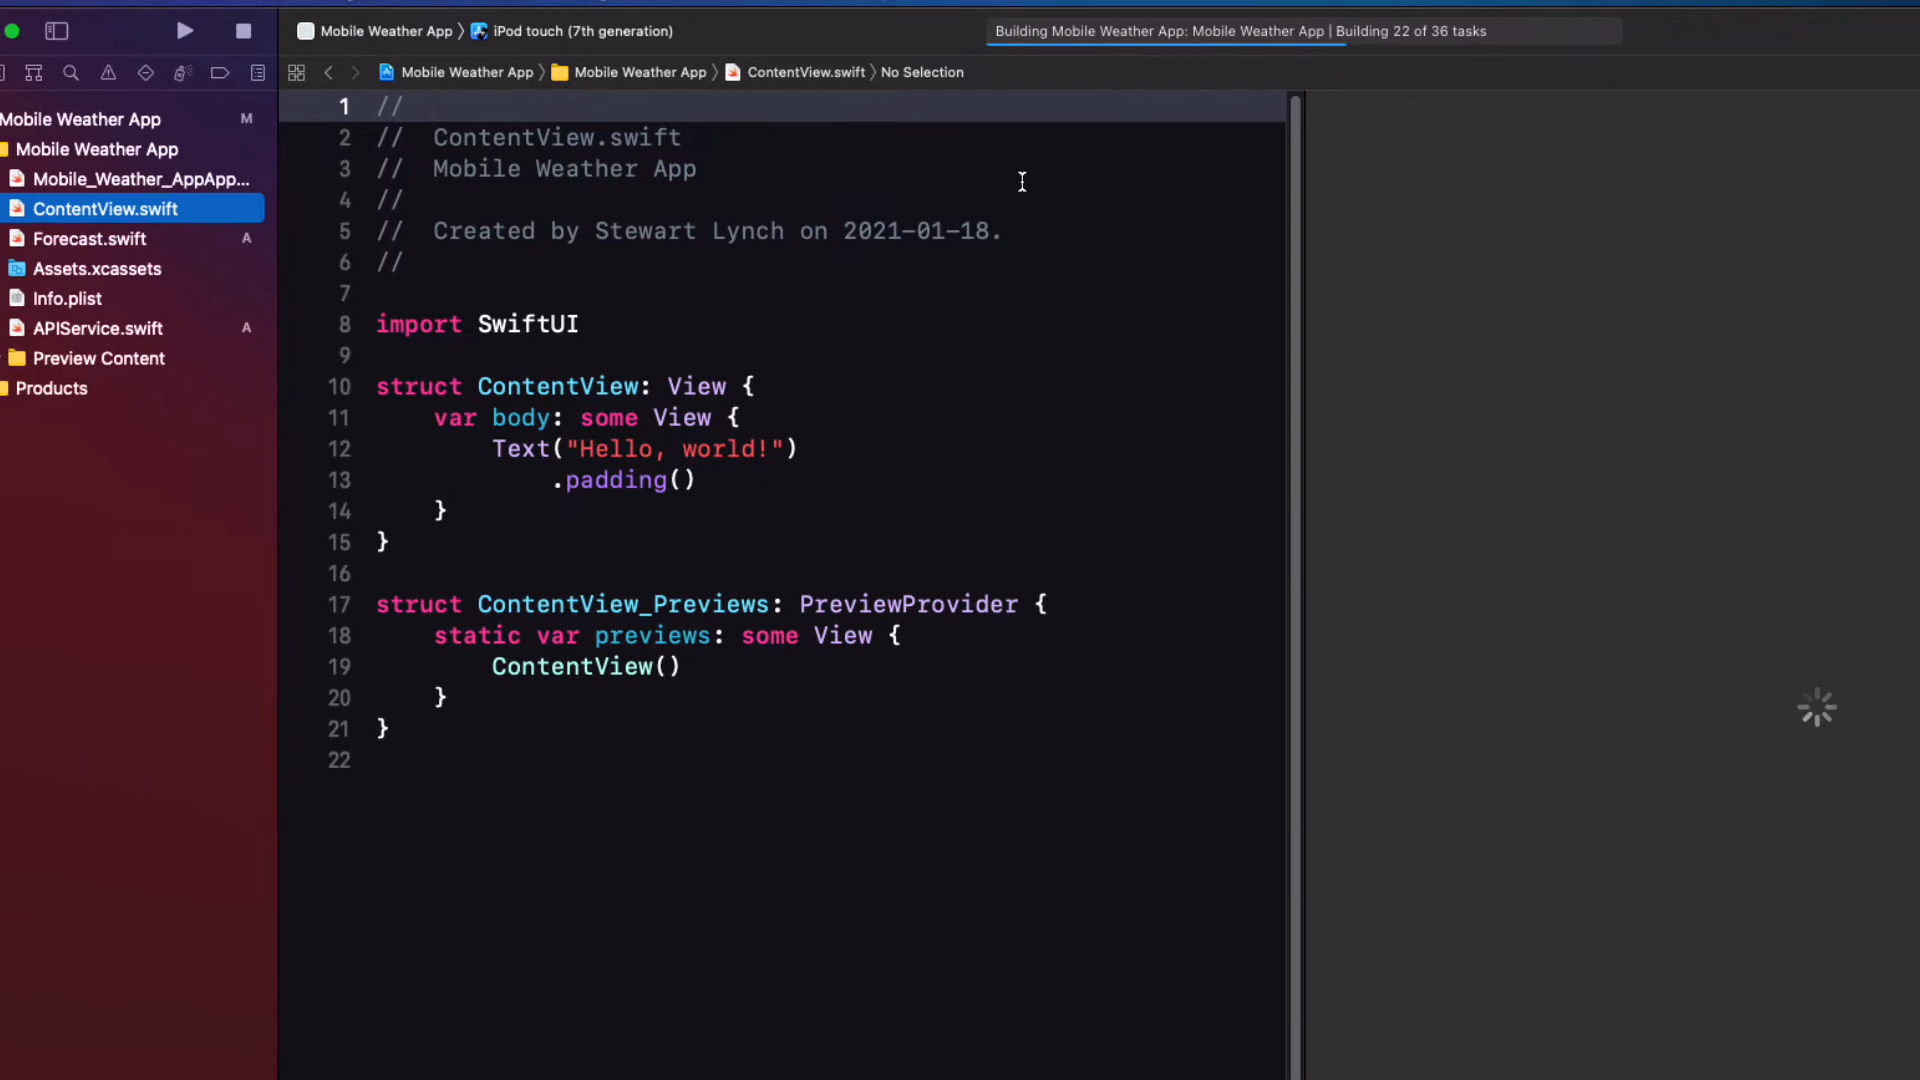 Mobile Weather App 〉 iPod touch (7th generation)
Building Mobile Weather App: Mobile Weather App | Building 22 of 36 tasks
Mobile Weather App 〉 Mobile Weather App 〉 ContentView.swift 〉 No Selection
Mobile Weather App M
Mobile Weather App
Mobile_Weather_AppApp...
ContentView.swift
Forecast.swift A
Assets.xcassets
Info.plist
APIService.swift A
Preview Content
Products
1 //
2 //  ContentView.swift
3 //  Mobile Weather App
4 //
5 //  Created by Stewart Lynch on 2021-01-18.
6 //
7
8 import SwiftUI
9
10 struct ContentView: View {
11     var body: some View {
12         Text("Hello, world!")
13             .padding()
14     }
15 }
16
17 struct ContentView_Previews: PreviewProvider {
18     static var previews: some View {
19         ContentView()
20     }
21 }
22